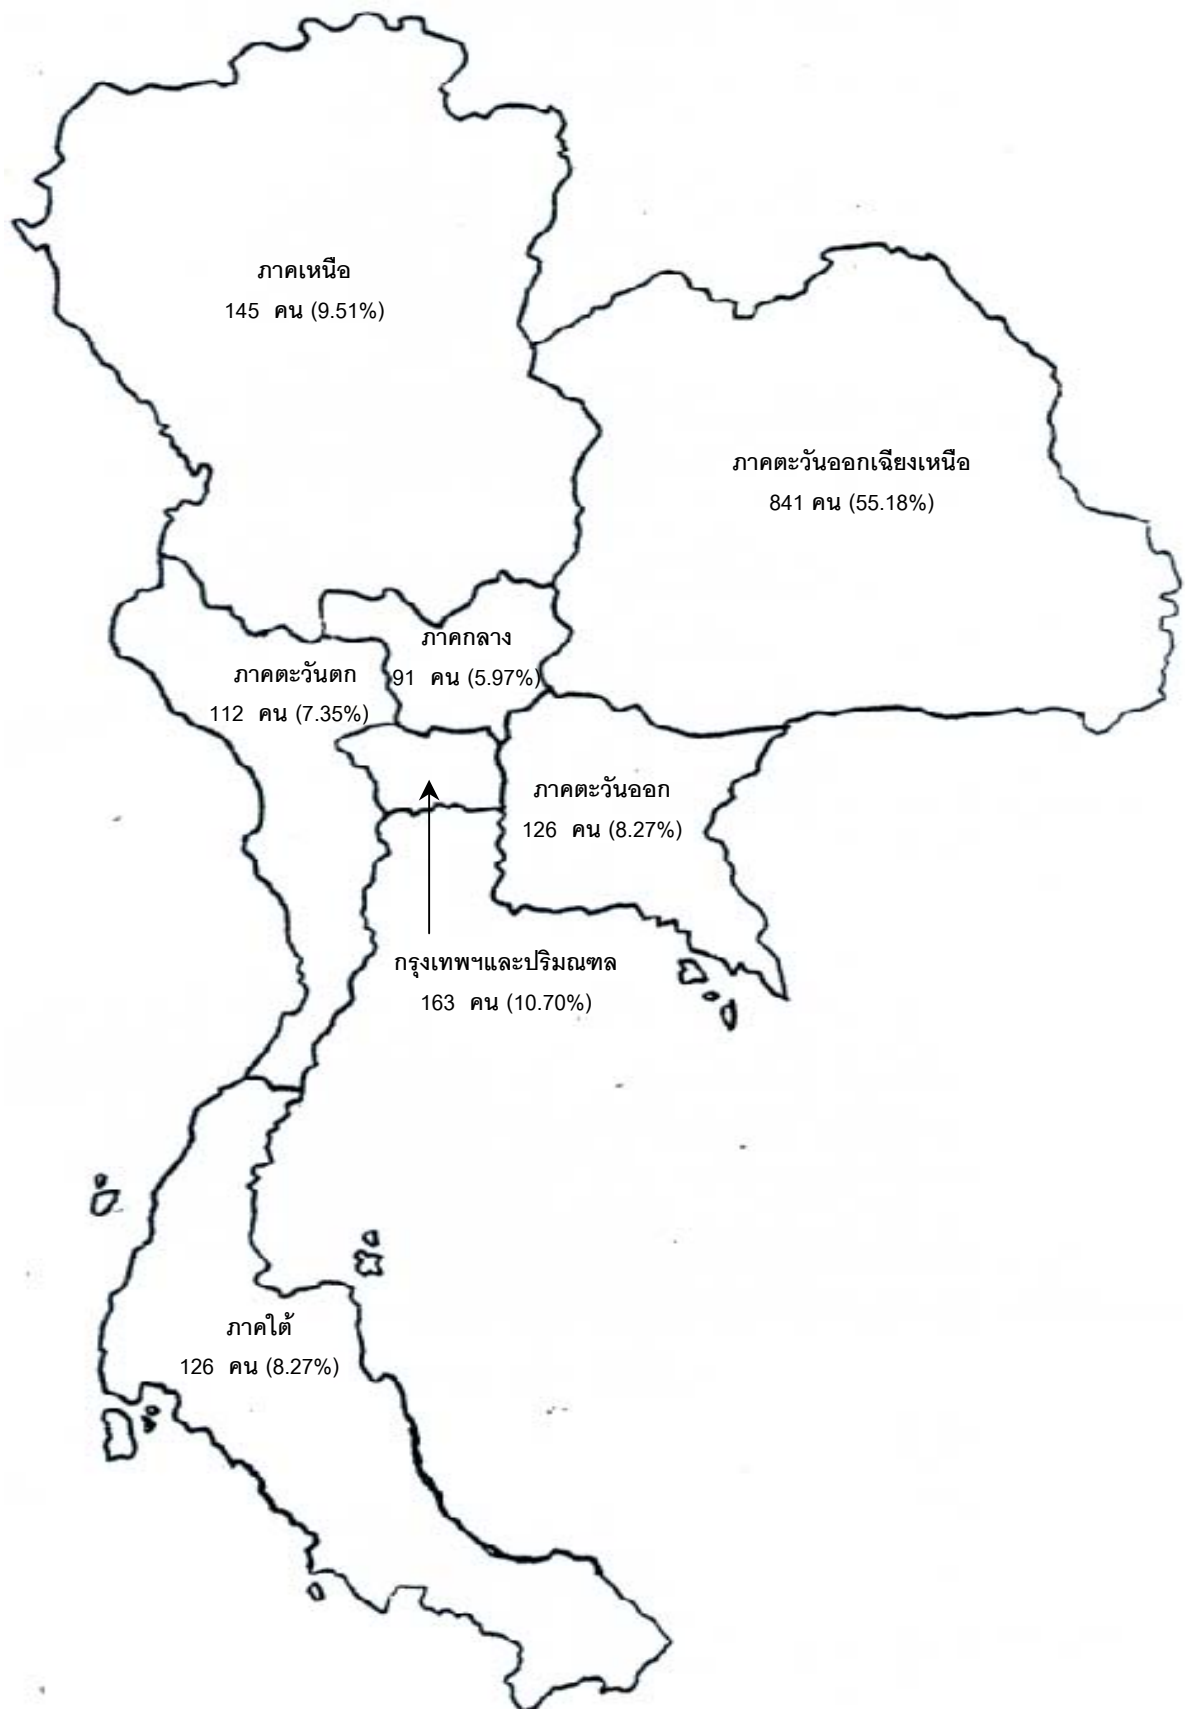 ภาคเหนือ
145 คน (9.51%)
ภาคตะวันออกเฉียงเหนือ
841 คน (55.18%)
ภาคกลาง
91 คน (5.97%)
ภาคตะวันตก
112 คน (7.35%)
ภาคตะวันออก
126 คน (8.27%)
กรุงเทพฯและปริมณฑล
163 คน (10.70%)
ภาคใต้
126 คน (8.27%)